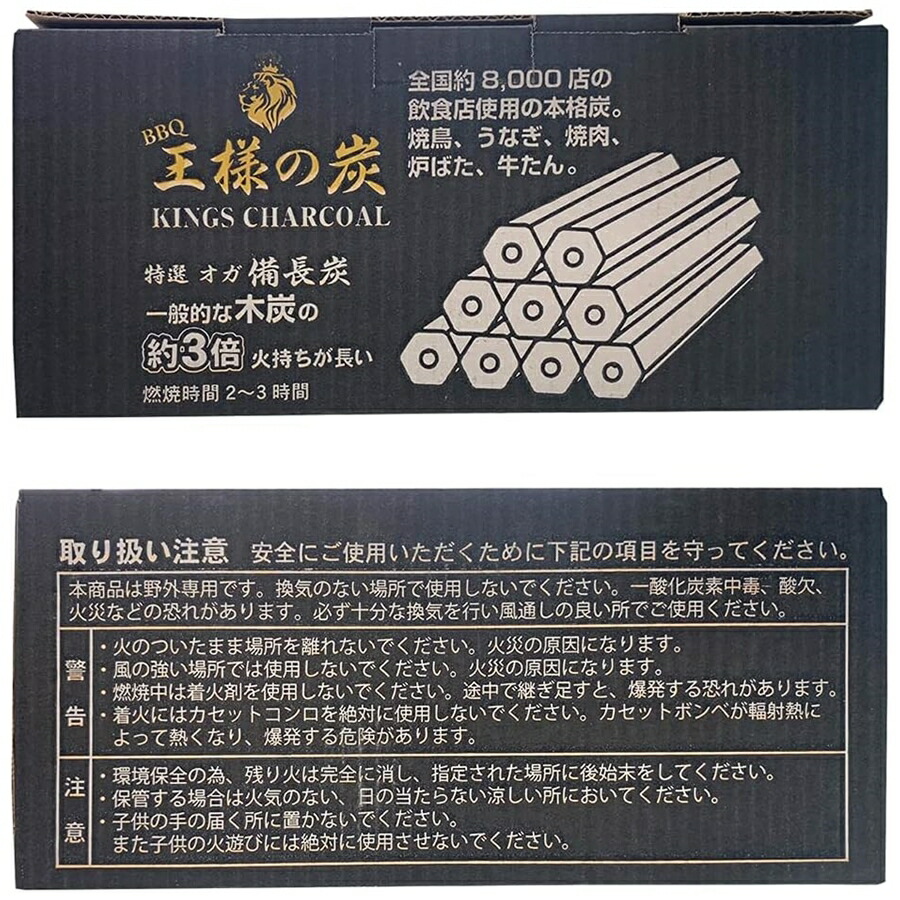 BBQ
王様の炭
KINGS CHARCOAL
全国約8,000店の
飲食店使用の本格炭。
焼鳥、うなぎ、焼肉、
炉ばた、牛たん。
特選 オガ備長炭
一般的な木炭の
約3倍 火持ちが長い
燃焼時間2~3時間
取り扱い注意 安全にご使用いただくために下記の項目を守ってください。
本商品は野外専用です。換気のない場所で使用しないでください。一酸化炭素中毒、酸欠、
火災などの恐れがあります。必ず十分な換気を行い風通しの良い所でご使用ください。
警告
・火のついたまま場所を離れないでください。火災の原因になります。
・風の強い場所では使用しないでください。火災の原因になります。
・燃焼中は着火剤を使用しないでください。途中で継ぎ足すと、爆発する恐れがあります。
・着火にはカセットコンロを絶対に使用しないでください。カセットボンベが輻射熱に
よって熱くなり、爆発する危険があります。
注意
・環境保全の為、残り火は完全に消し、指定された場所に後始末をしてください。
・保管する場合は火気のない、日の当たらない涼しい所においてください。
・子供の手の届く所に置かないでください。
また子供の火遊びには絶対に使用させないでください。